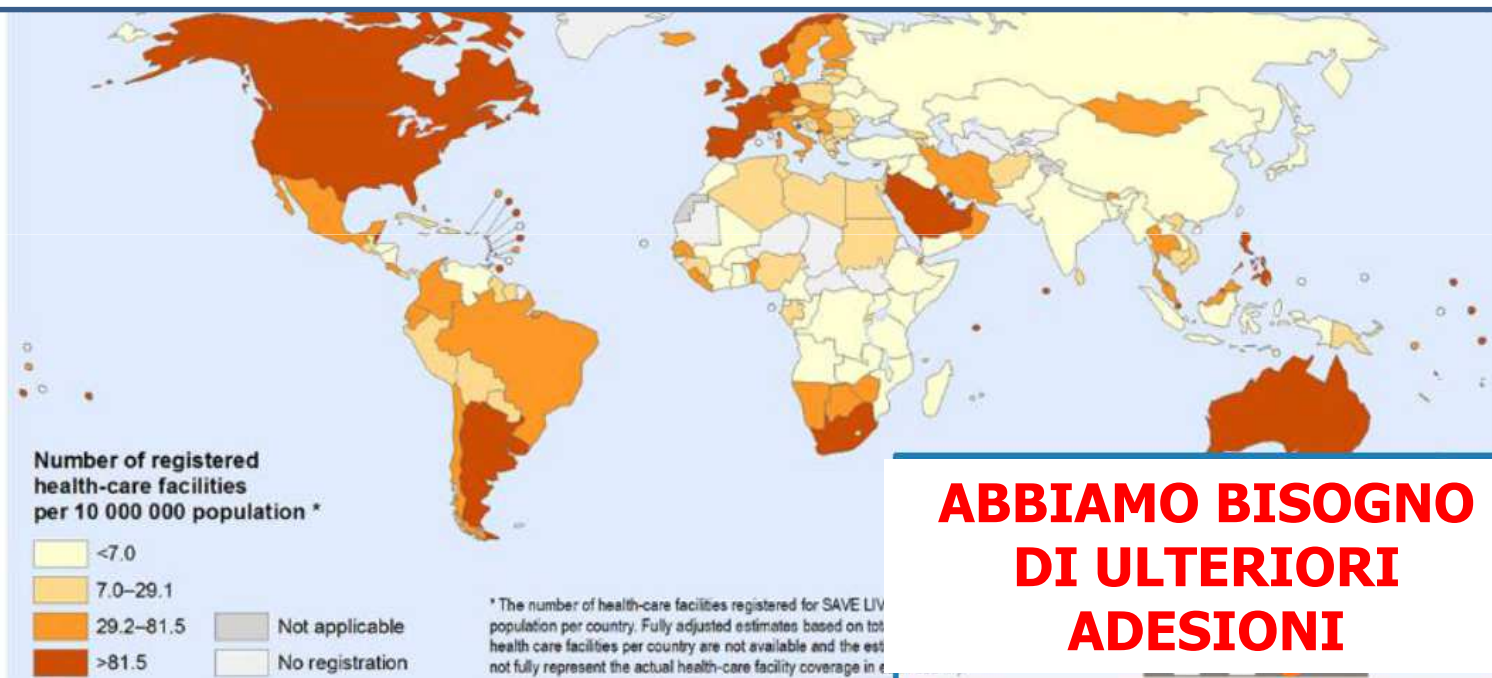 Number of registered
health-care facilities
per 10 000 000 population *
<7.0
7.0–29.1
29.2–81.5
>81.5
Not applicable
No registration
* The number of health-care facilities registered for SAVE LIV
population per country. Fully adjusted estimates based on tot
health care facilities per country are not available and the est
not fully represent the actual health-care facility coverage in e
ABBIAMO BISOGNO
DI ULTERIORI
ADESIONI